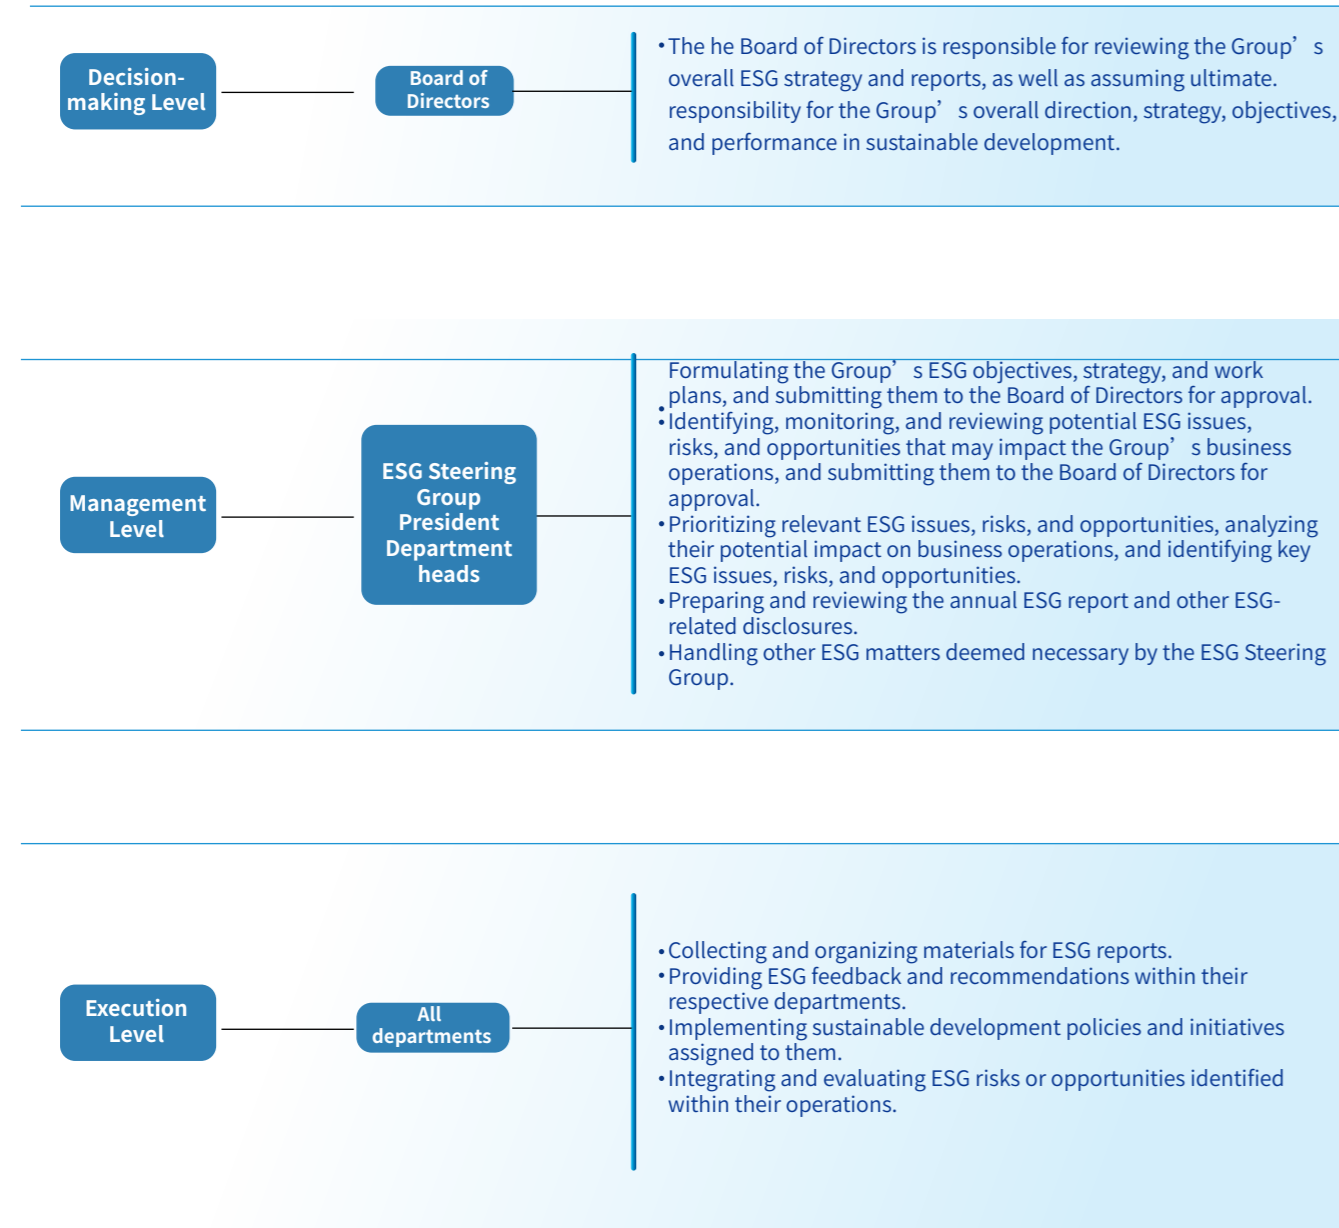 Decision-
making Level
Board of
Directors
•The he Board of Directors is responsible for reviewing the Group’s
overall ESG strategy and reports, as well as assuming ultimate.
responsibility for the Group’s overall direction, strategy, objectives,
and performance in sustainable development.
Management
Level
ESG Steering
Group
President
Department
heads
Formulating the Group’s ESG objectives, strategy, and work
•plans, and submitting them to the Board of Directors for approval.
•Identifying, monitoring, and reviewing potential ESG issues,
risks, and opportunities that may impact the Group’s business
operations, and submitting them to the Board of Directors for
approval.
•Prioritizing relevant ESG issues, risks, and opportunities, analyzing
their potential impact on business operations, and identifying key
ESG issues, risks, and opportunities.
•Preparing and reviewing the annual ESG report and other ESG-
related disclosures.
•Handling other ESG matters deemed necessary by the ESG Steering
Group.
Execution
Level
All
departments
•Collecting and organizing materials for ESG reports.
•Providing ESG feedback and recommendations within their
respective departments.
•Implementing sustainable development policies and initiatives
assigned to them.
•Integrating and evaluating ESG risks or opportunities identified
within their operations.